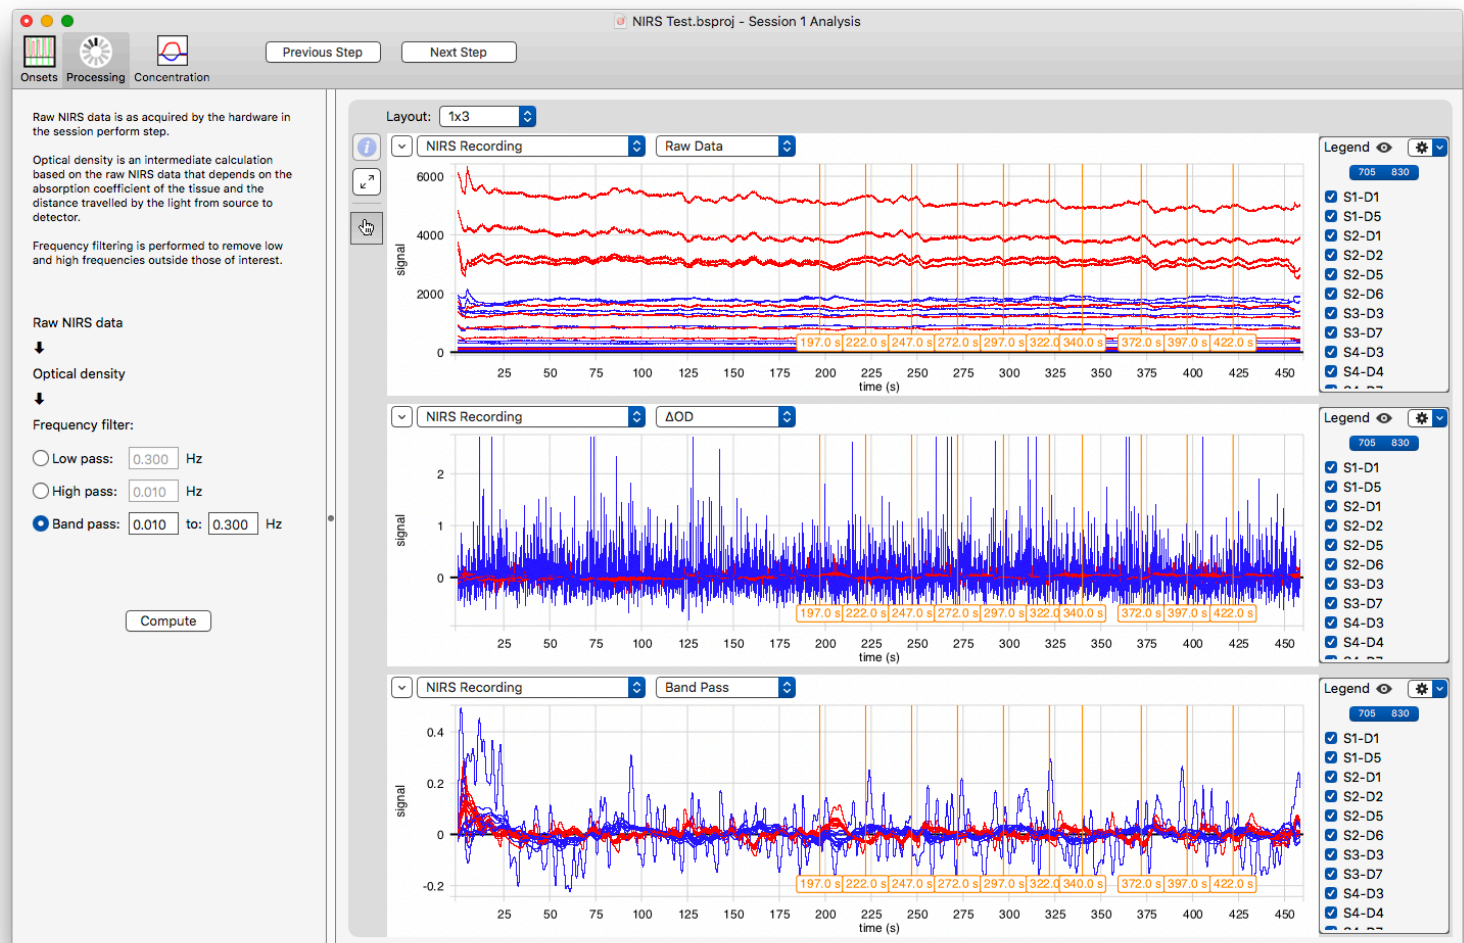 NIRS Test.bsproj - Session 1 Analysis
Onsets Processing Concentration
Previous Step Next Step
Raw NIRS data is as acquired by the hardware in
the session perform step.
Optical density is an intermediate calculation
based on the raw NIRS data that depends on the
absorption coefficient of the tissue and the
distance travelled by the light from source to
detector.
Frequency filtering is performed to remove low
and high frequencies outside those of interest.
Raw NIRS data
Optical density
Frequency filter:
Low pass: 0.300 Hz
High pass: 0.010 Hz
Band pass: 0.010 to: 0.300 Hz
Compute
Layout: 1x3
NIRS Recording Raw Data
6000
4000
2000
0
signal
197.0 s 222.0 s 247.0 s 272.0 s 297.0 s 322.0 340.0 s 372.0 s 397.0 s 422.0 s
25 50 75 100 125 150 175 200 225 250 275 300 325 350 375 400 425 450
time (s)
Legend
705 830
S1-D1
S1-D5
S2-D1
S2-D2
S2-D5
S2-D6
S3-D3
S3-D7
S4-D3
S4-D4
NIRS Recording ΔOD
2
1
0
signal
197.0 s 222.0 s 247.0 s 272.0 s 297.0 s 322.0 340.0 s 372.0 s 397.0 s 422.0 s
25 50 75 100 125 150 175 200 225 250 275 300 325 350 375 400 425 450
time (s)
Legend
705 830
S1-D1
S1-D5
S2-D1
S2-D2
S2-D5
S2-D6
S3-D3
S3-D7
S4-D3
S4-D4
NIRS Recording Band Pass
0.4
0.2
0
-0.2
signal
197.0 s 222.0 s 247.0 s 272.0 s 297.0 s 322.0 340.0 s 372.0 s 397.0 s 422.0 s
25 50 75 100 125 150 175 200 225 250 275 300 325 350 375 400 425 450
time (s)
Legend
705 830
S1-D1
S1-D5
S2-D1
S2-D2
S2-D5
S2-D6
S3-D3
S3-D7
S4-D3
S4-D4